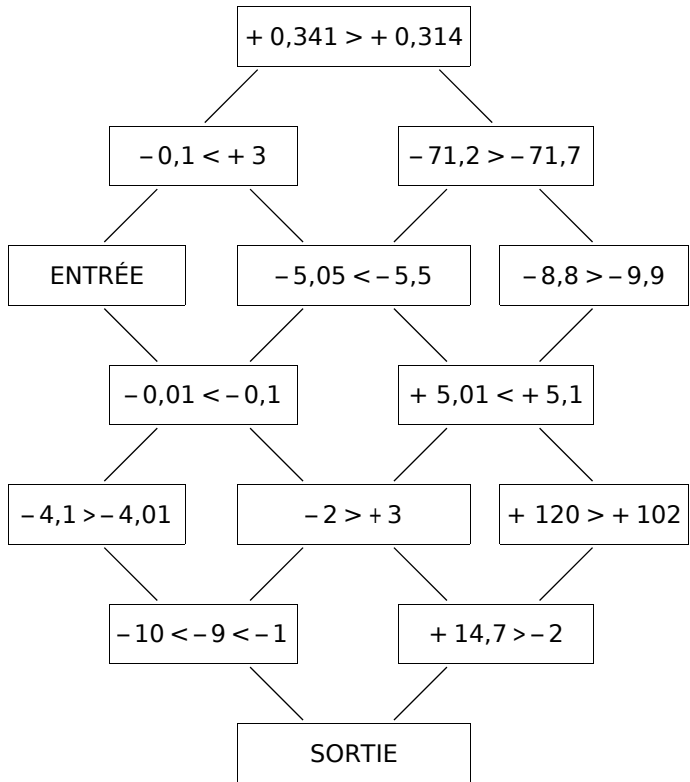 + 0,341 > + 0,314
– 0,1 < + 3
– 71,2 > – 71,7
ENTRÉE
– 5,05 < – 5,5
– 8,8 > – 9,9
– 0,01 < – 0,1
+ 5,01 < + 5,1
– 4,1 > – 4,01
– 2 > + 3
+ 120 > + 102
– 10 < – 9 < – 1
+ 14,7 > – 2
SORTIE